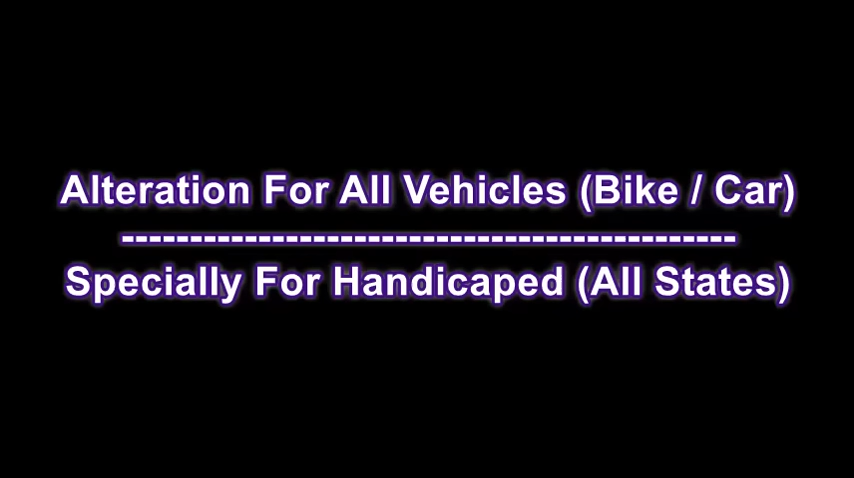 Alteration For All Vehicles (Bike / Car)
---------------------------------------------
Specially For Handicaped (All States)